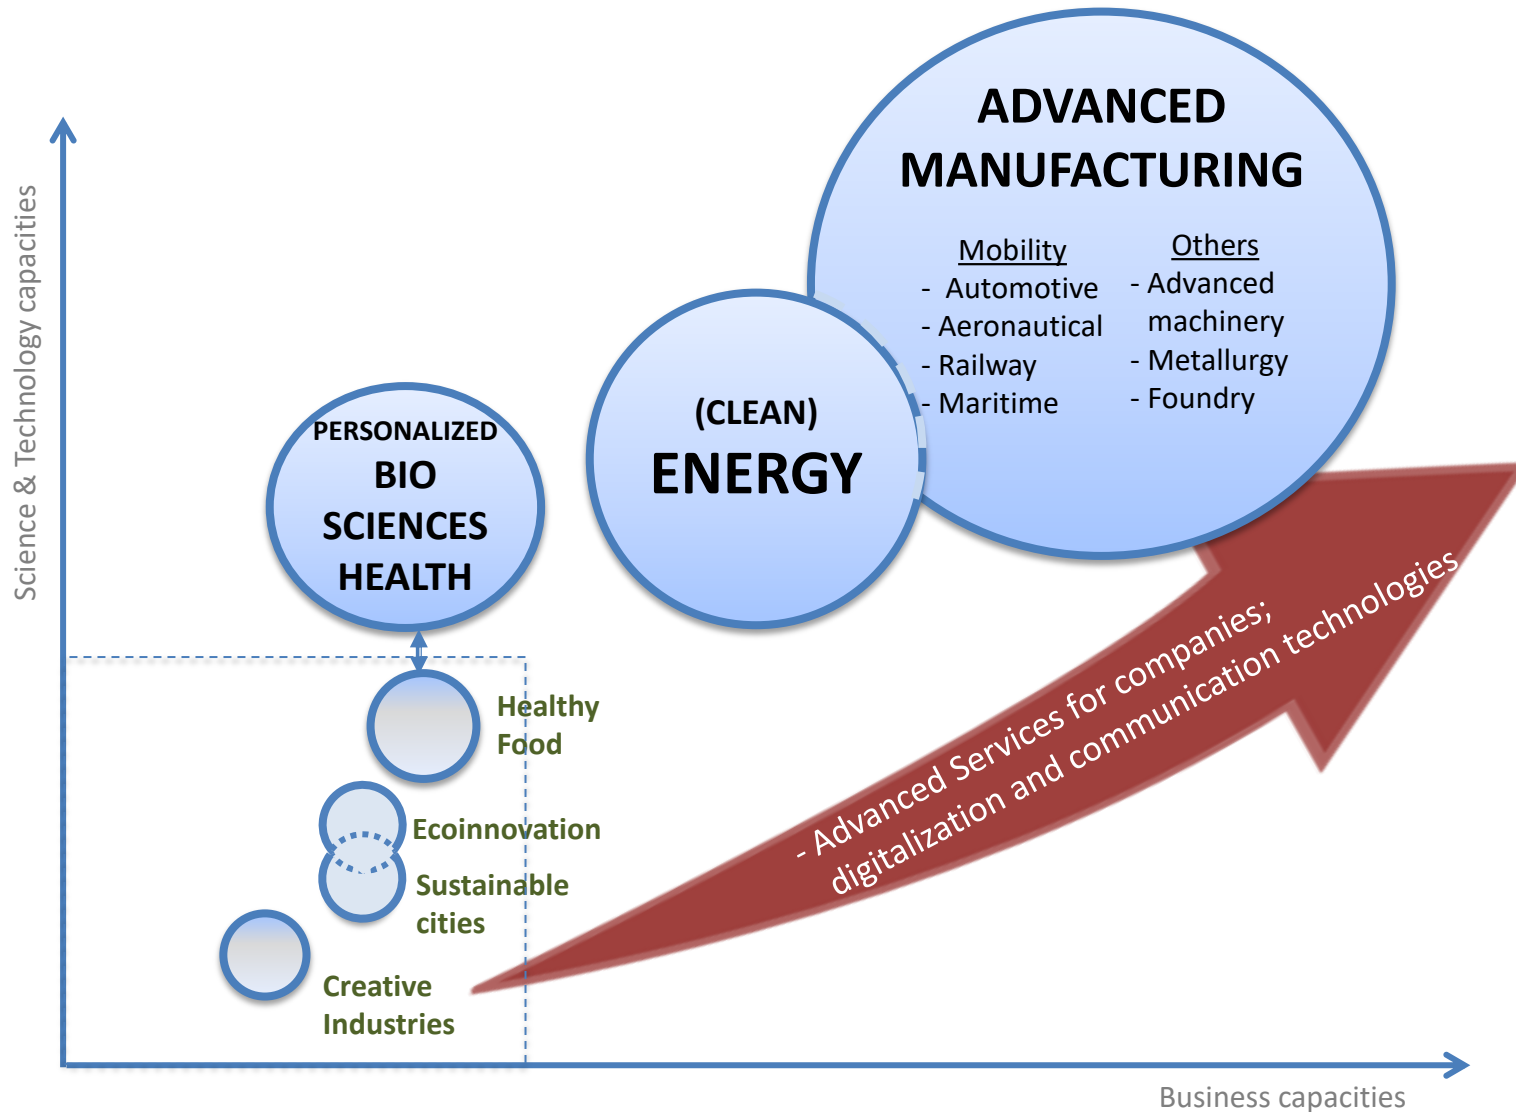 ADVANCED
MANUFACTURING
Mobility
- Automotive
- Aeronautical
- Railway
- Maritime
Others
- Advanced
machinery
- Metallurgy
- Foundry
(CLEAN)
ENERGY
PERSONALIZED
BIO
SCIENCES
HEALTH
Science & Technology capacities
Healthy
Food
Ecoinnovation
Sustainable
cities
Creative
Industries
- Advanced Services for companies;
digitalization and communication technologies
Business capacities